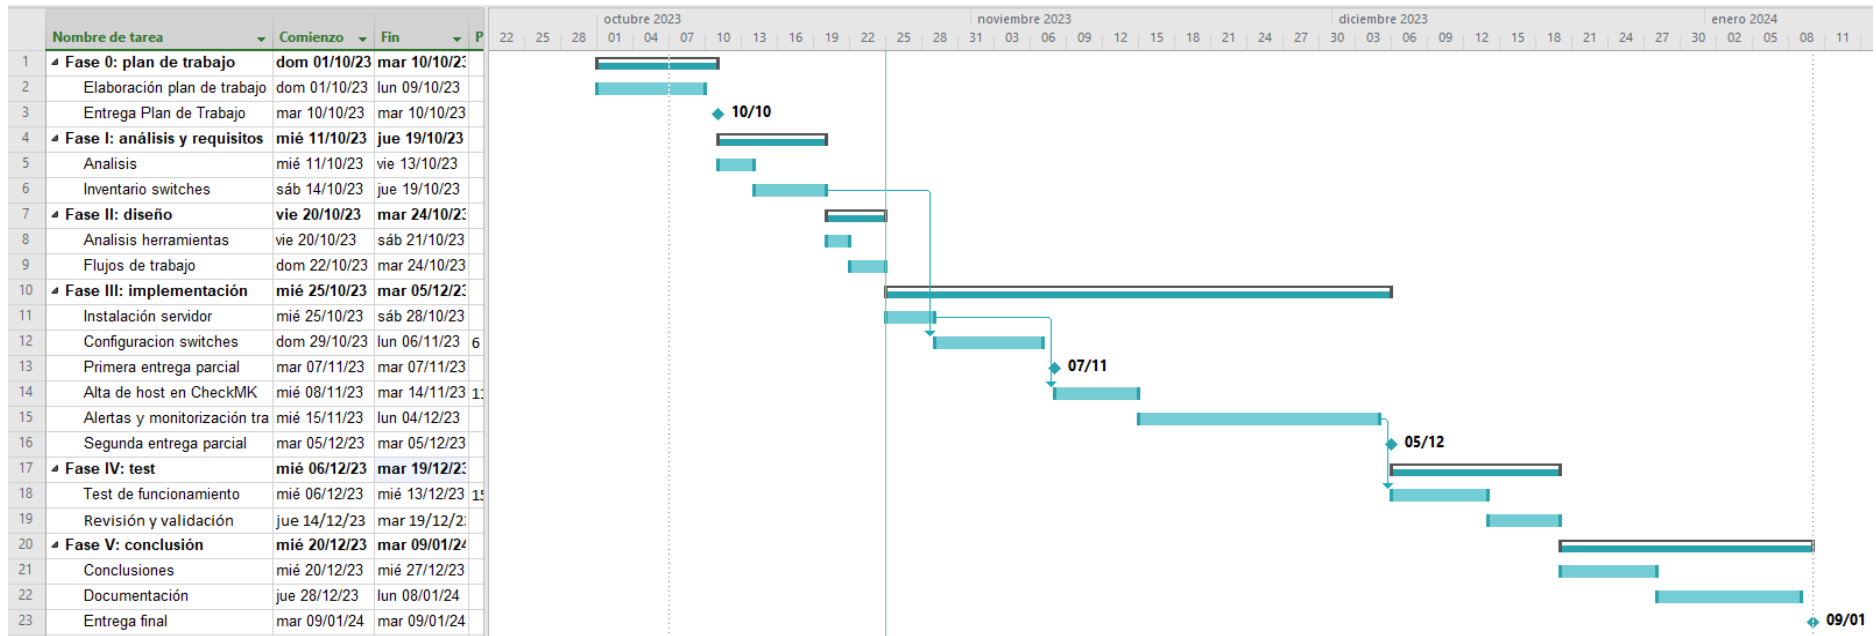 octubre 2023 noviembre 2023 diciembre 2023 enero 2024
Nombre de tarea Comienzo Fin P 22 25 28 01 04 07 10 13 16 19 22 25 28 31 03 06 09 12 15 18 21 24 27 30 03 06 09 12 15 18 21 24 27 30 02 05 08 11
1 Fase 0: plan de trabajo dom 01/10/23 mar 10/10/23
2 Elaboración plan de trabajo dom 01/10/23 lun 09/10/23
3 Entrega Plan de Trabajo mar 10/10/23 mar 10/10/23 10/10
4 Fase I: análisis y requisitos mié 11/10/23 jue 19/10/23
5 Analisis mié 11/10/23 vie 13/10/23
6 Inventario switches sáb 14/10/23 jue 19/10/23
7 Fase II: diseño vie 20/10/23 mar 24/10/23
8 Analisis herramientas vie 20/10/23 sáb 21/10/23
9 Flujos de trabajo dom 22/10/23 mar 24/10/23
10 Fase III: implementación mié 25/10/23 mar 05/12/23
11 Instalación servidor mié 25/10/23 sáb 28/10/23
12 Configuracion switches dom 29/10/23 lun 06/11/23 6
13 Primera entrega parcial mar 07/11/23 mar 07/11/23 07/11
14 Alta de host en CheckMK mié 08/11/23 mar 14/11/23 11
15 Alertas y monitorización tra mié 15/11/23 lun 04/12/23
16 Segunda entrega parcial mar 05/12/23 mar 05/12/23 05/12
17 Fase IV: test mié 06/12/23 mar 19/12/23
18 Test de funcionamiento mié 06/12/23 mié 13/12/23 15
19 Revisión y validación jue 14/12/23 mar 19/12/23
20 Fase V: conclusión mié 20/12/23 mar 09/01/24
21 Conclusiones mié 20/12/23 mié 27/12/23
22 Documentación jue 28/12/23 lun 08/01/24
23 Entrega final mar 09/01/24 mar 09/01/24 09/01